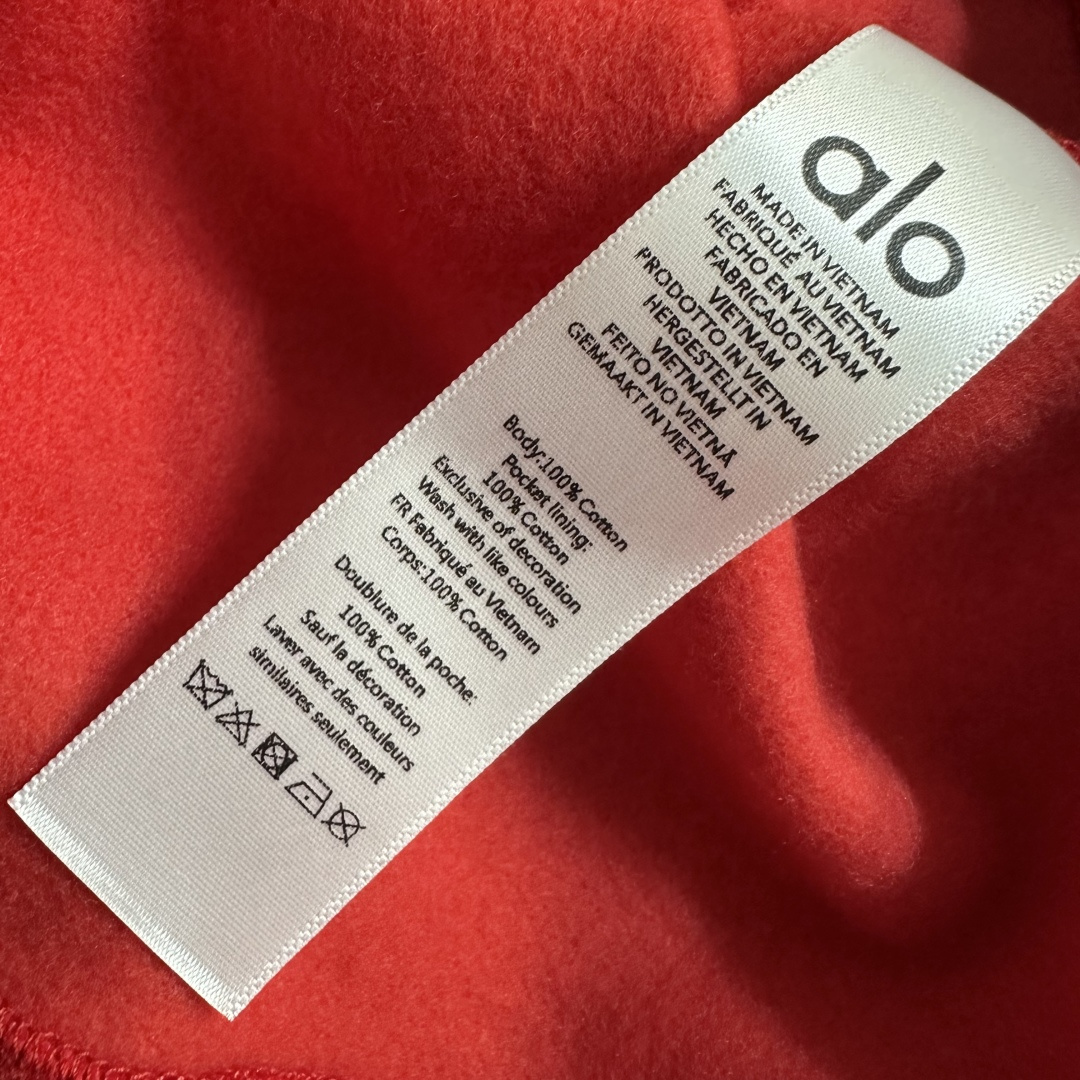 alo
MADE IN VIETNAM
FABRIQUÉ AU VIETNAM
HECHO EN VIETNAM
FABRICADO EN
VIETNAM
PRODOTTO IN VIETNAM
HERGESTELLT IN
VIETNAM
FEITO NO VIETNÃ
GEMAAKT IN VIETNAM
Body:100% Cotton
Pocket lining:
100% Cotton
Exclusive of decoration
Wash with like colours
FR Fabriqué au Vietnam
Corps:100% Cotton
Doublure de la poche:
100% Cotton
Sauf la décoration
Laver avec des couleurs
similaires seulement